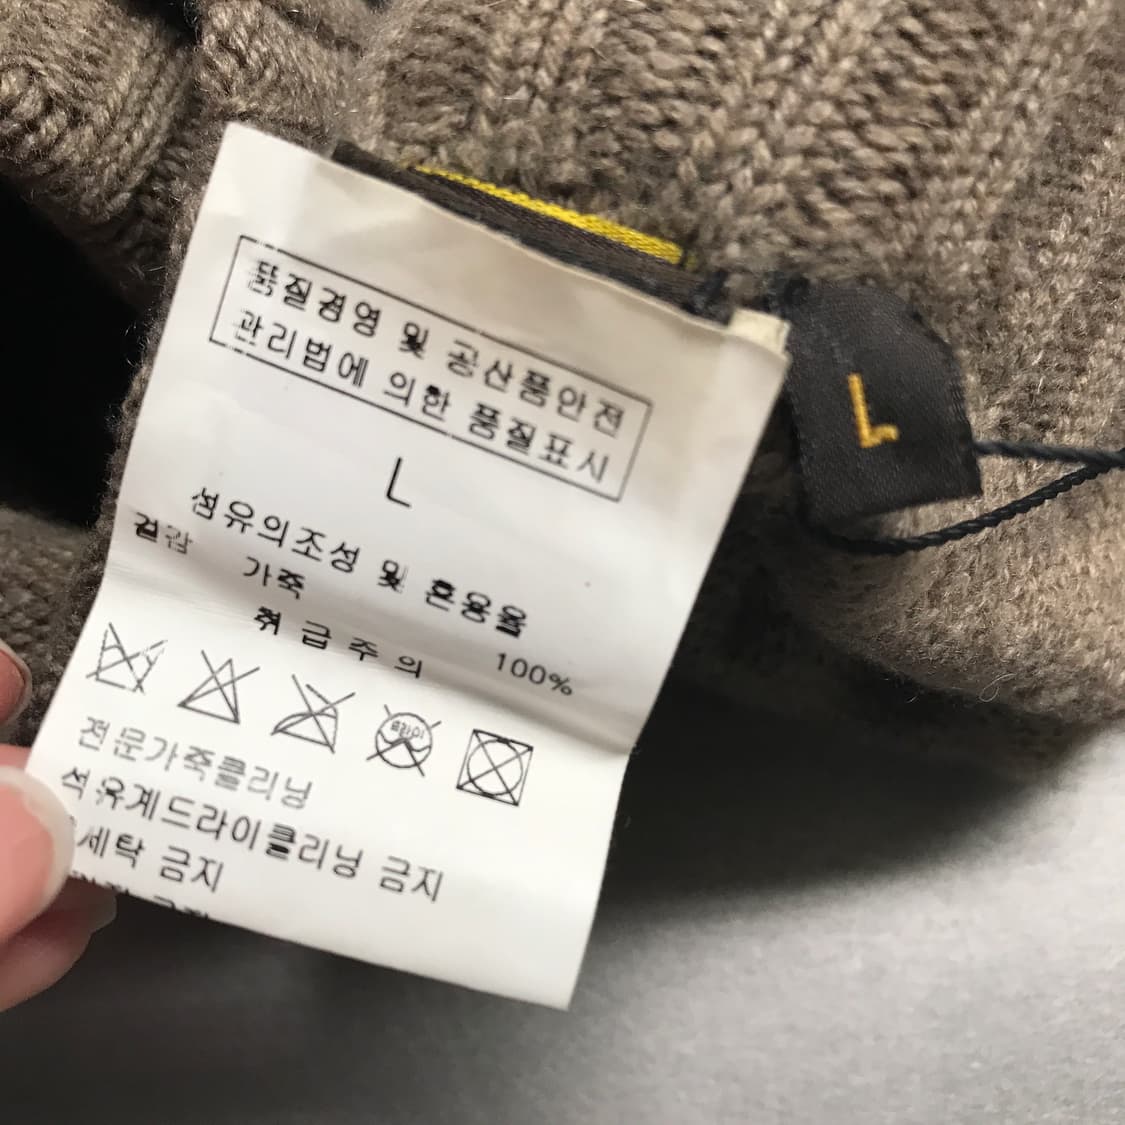 품질경영 및 공산품안전
관리법에 의한 품질표시
L
섬유의조성 및 혼용율
겉감
가죽 100%
취급주의
드라이
전문가죽클리닝
석유계드라이클리닝 금지
세탁 금지
L